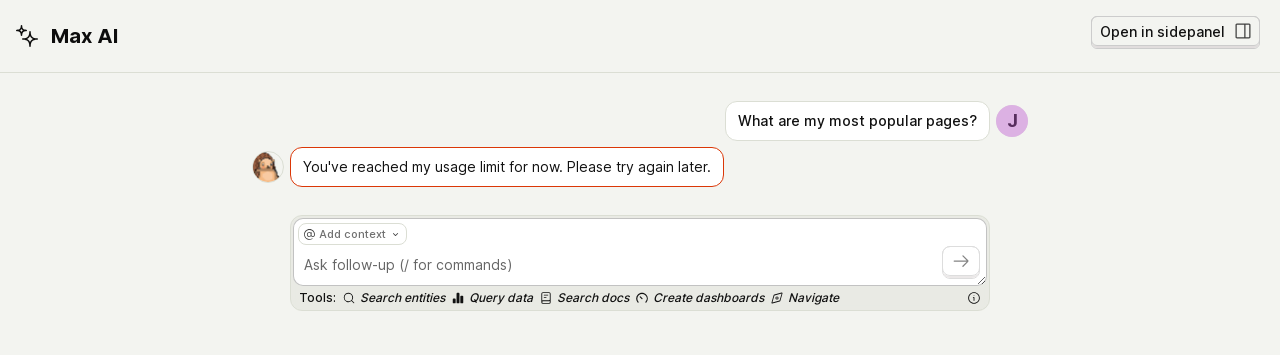 Max AI
Open in sidepanel
What are my most popular pages?
J
You've reached my usage limit for now. Please try again later.
@ Add context
Ask follow-up (/ for commands)
Tools: Search entities Query data Search docs Create dashboards Navigate